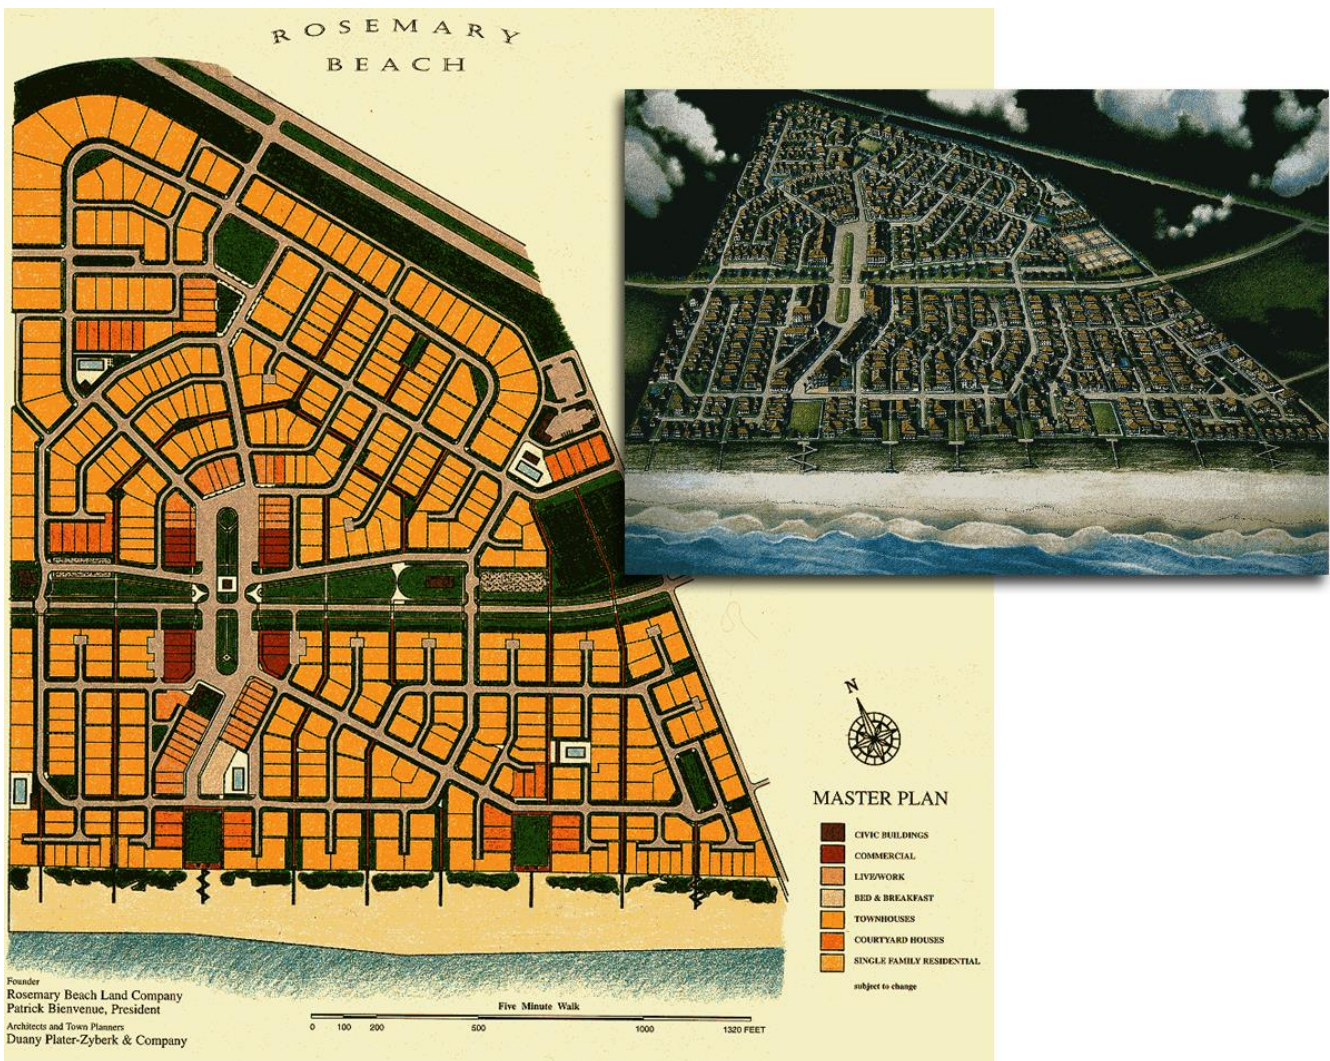 ROSEMARY
BEACH
N
MASTER PLAN
CIVIC BUILDINGS
COMMERCIAL
LIVE/WORK
BED & BREAKFAST
TOWNHOUSES
COURTYARD HOUSES
SINGLE FAMILY RESIDENTIAL
subject to change
Founder
Rosemary Beach Land Company
Patrick Bienvenue, President
Architects and Town Planners
Duany Plater-Zyberk & Company
Five Minute Walk
0 100 200 500 1000 1320 FEET